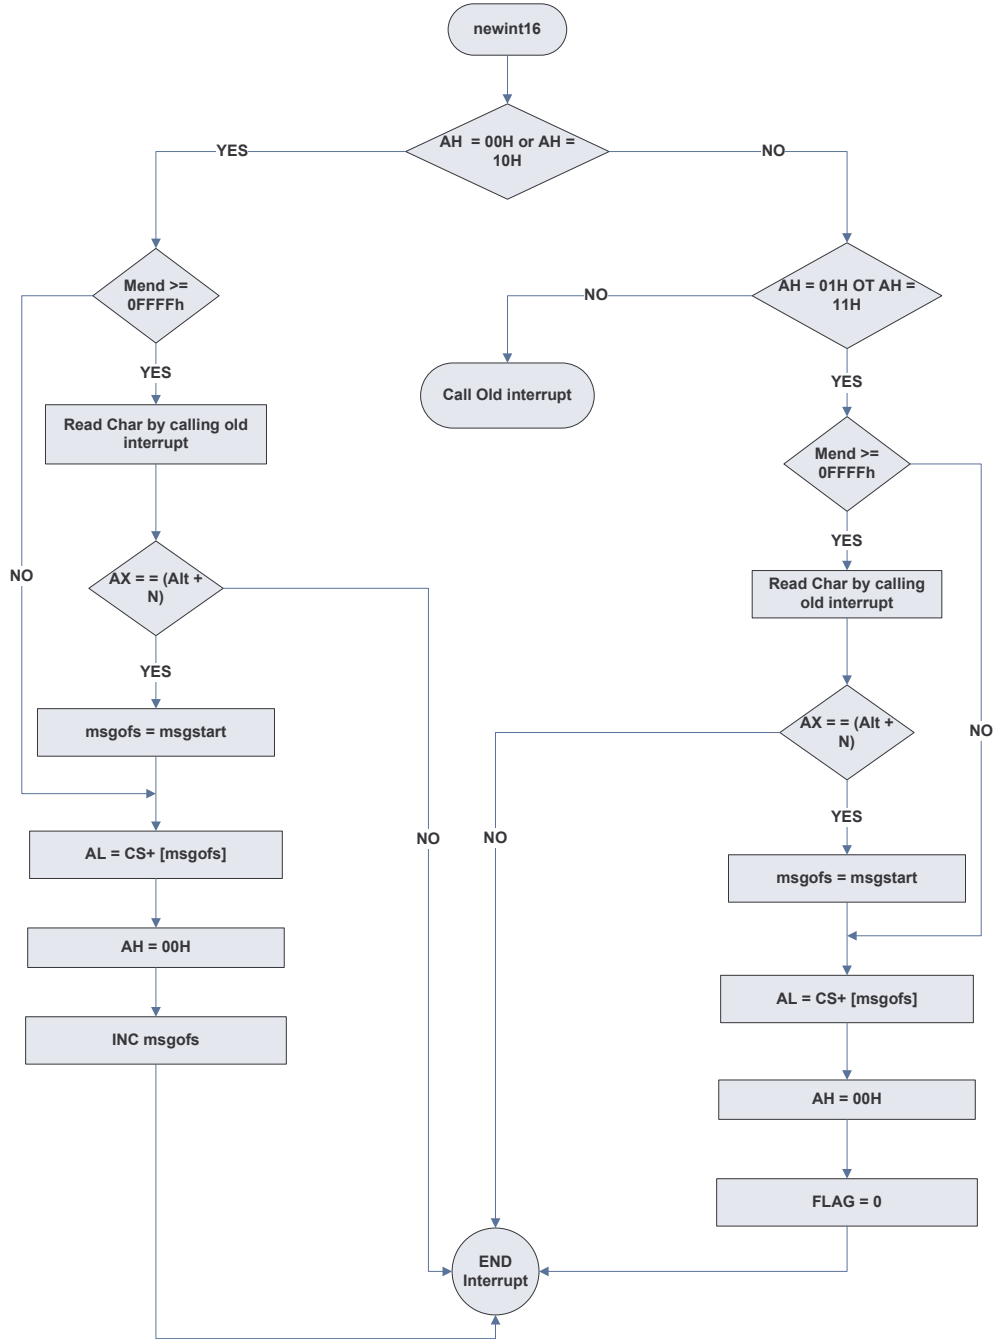 newint16
AH = 00H or AH =
10H
YES
NO
Mend >=
0FFFFh
AH = 01H OT AH =
11H
NO
YES
Call Old interrupt
YES
Read Char by calling old
interrupt
Mend >=
0FFFFh
YES
NO
AX = = (Alt +
N)
Read Char by calling
old interrupt
YES
msgofs = msgstart
AX = = (Alt +
N)
NO
YES
AL = CS+ [msgofs]
NO
NO
msgofs = msgstart
AH = 00H
AL = CS+ [msgofs]
INC msgofs
AH = 00H
FLAG = 0
END
Interrupt